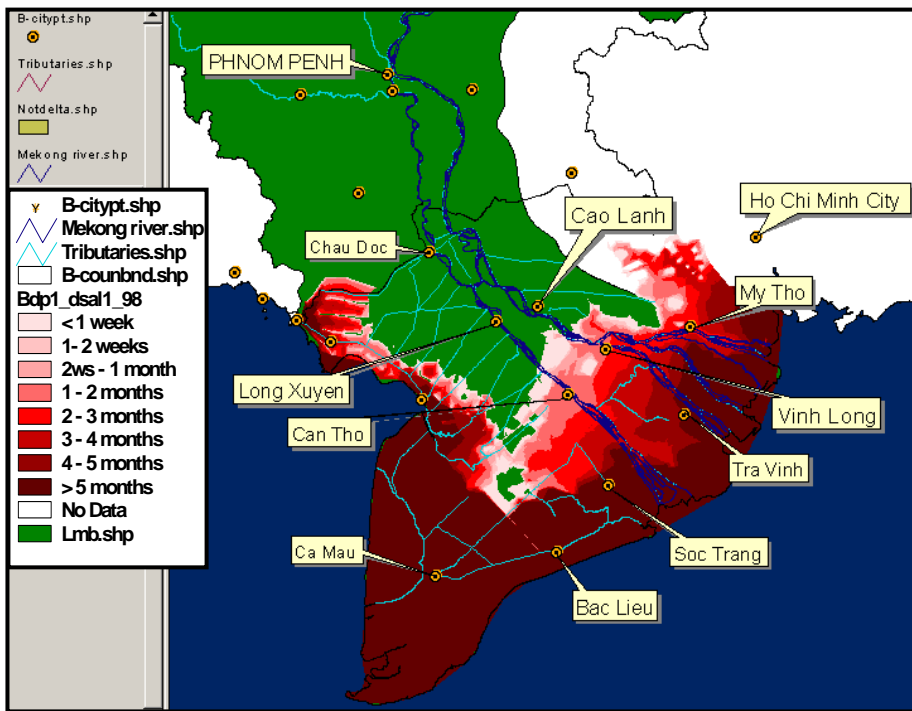 B-citypt.shp
Tributaries.shp
Notdelta.shp
Mekong river.shp
B-citypt.shp
Mekong river.shp
Tributaries.shp
B-counbnd.shp
Bdp1_dsal1_98
< 1 week
1- 2 weeks
2ws - 1 month
1 - 2 months
2 - 3 months
3 - 4 months
4 - 5 months
> 5 months
No Data
Lmb.shp
PHNOM PENH
Ho Chi Minh City
Cao Lanh
Chau Doc
My Tho
Long Xuyen
Vinh Long
Can Tho
Tra Vinh
Soc Trang
Ca Mau
Bac Lieu